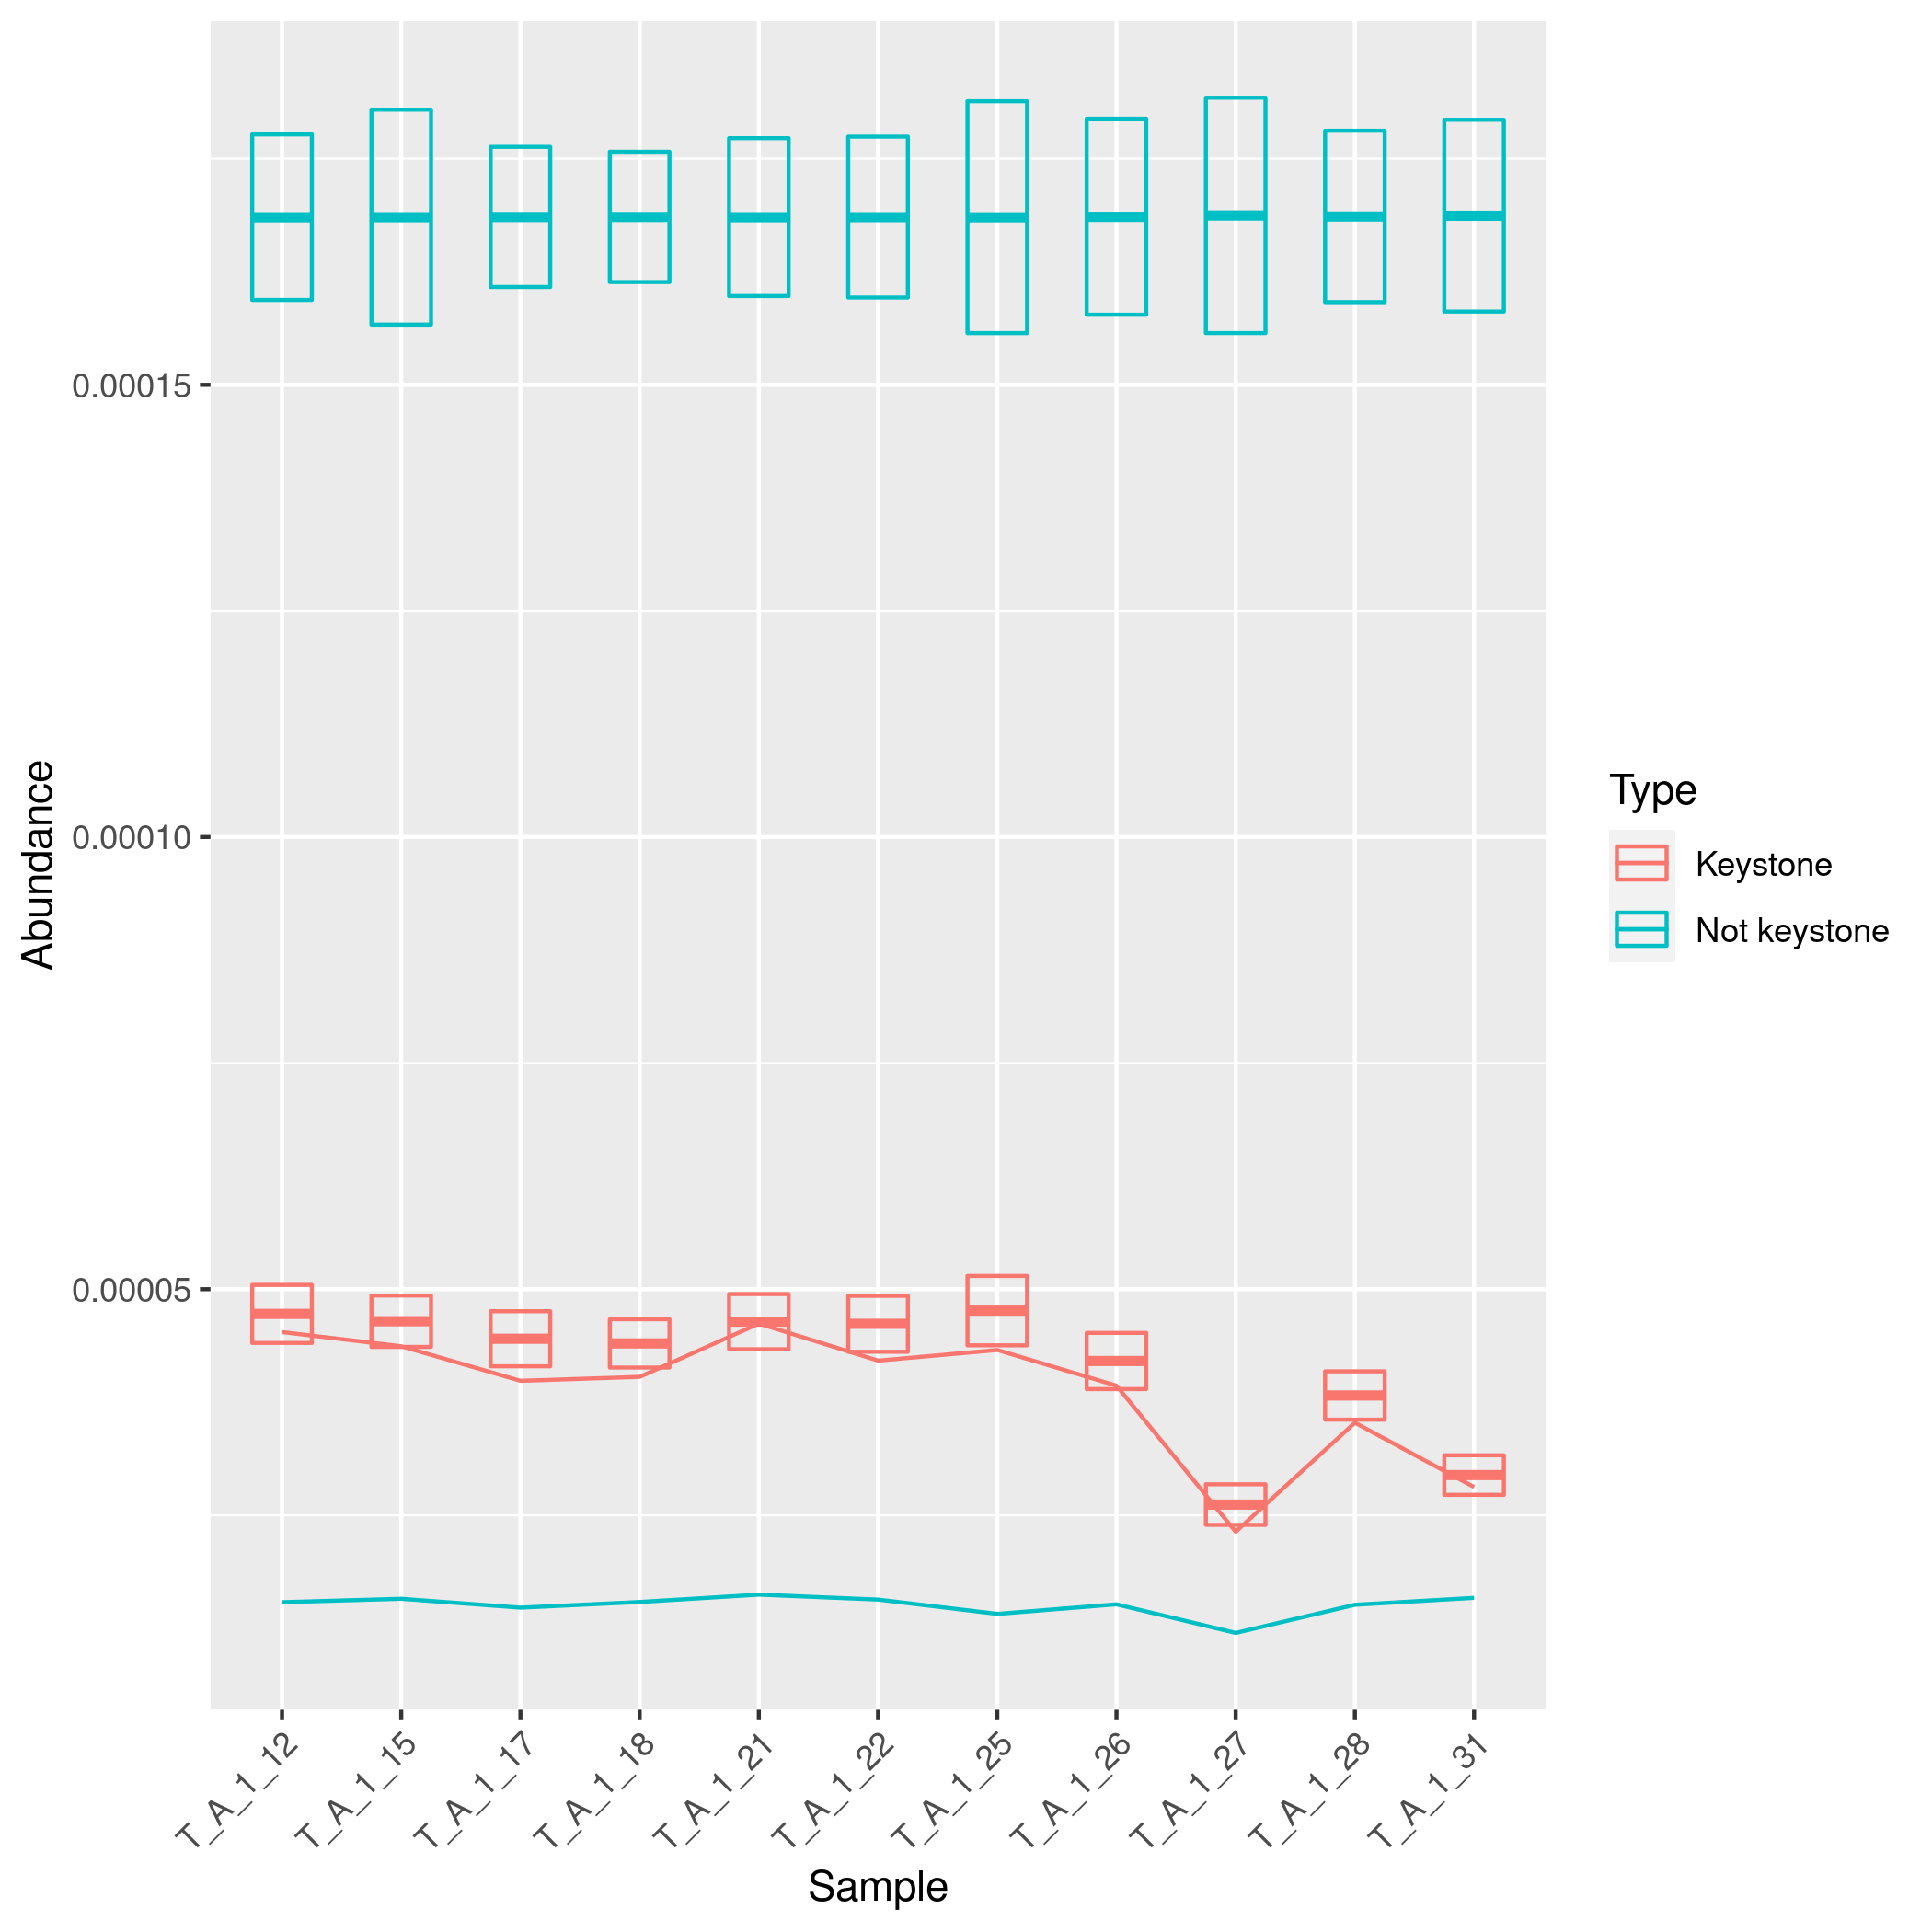 Abundance
0.00015
0.00010
0.00005
T_A_1_12
T_A_1_15
T_A_1_17
T_A_1_18
T_A_1_21
T_A_1_22
T_A_1_25
T_A_1_26
T_A_1_27
T_A_1_28
T_A_1_31
Sample
Type
Keystone
Not keystone